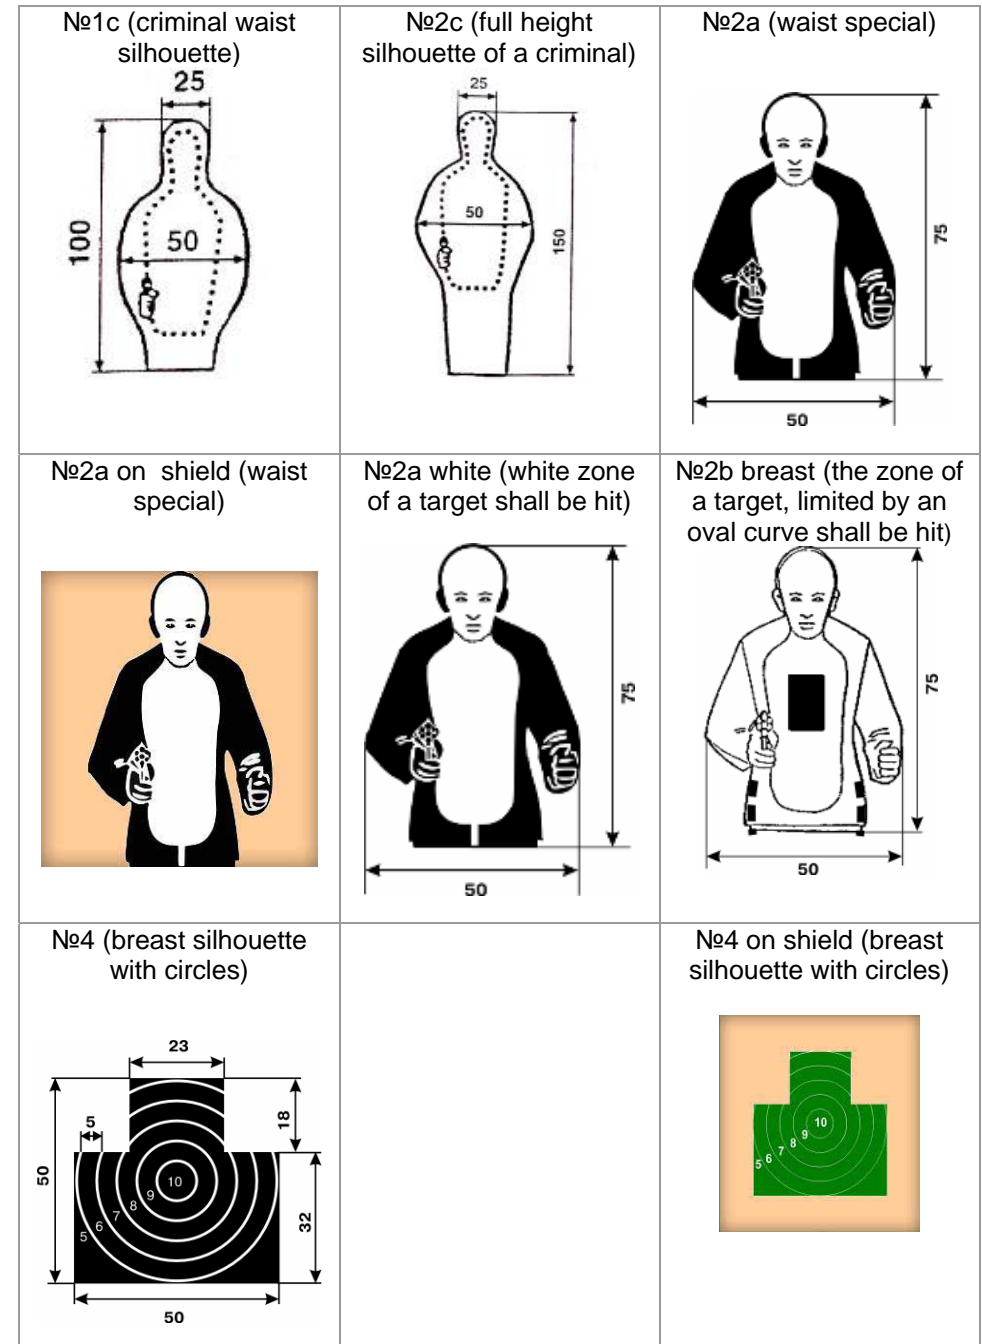 №1c (criminal waist
silhouette)
25
100
50
№2c (full height
silhouette of a criminal)
25
50
150
№2a (waist special)
75
50
№2a on  shield (waist
special)
№2a white (white zone
of a target shall be hit)
75
50
№2b breast (the zone of
a target, limited by an
oval curve shall be hit)
75
50
№4 (breast silhouette
with circles)
23
5
18
50
10
9
8
7
6
5
32
50
№4 on shield (breast
silhouette with circles)
10
9
8
7
6
5